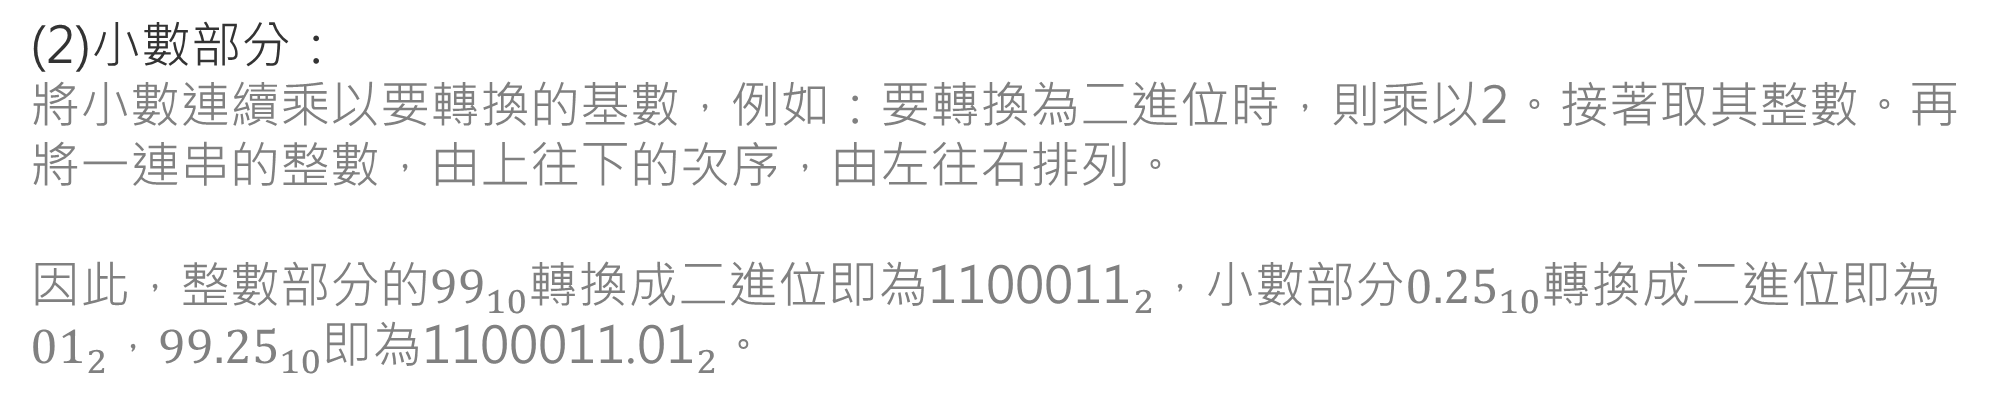 (2)小數部分：
將小數連續乘以要轉換的基數，例如：要轉換為二進位時，則乘以2。接著取其整數。再
將一連串的整數，由上往下的次序，由左往右排列。
因此，整數部分的99₁₀轉換成二進位即為1100011₂，小數部分0.25₁₀轉換成二進位即為
01₂，99.25₁₀即為1100011.01₂。